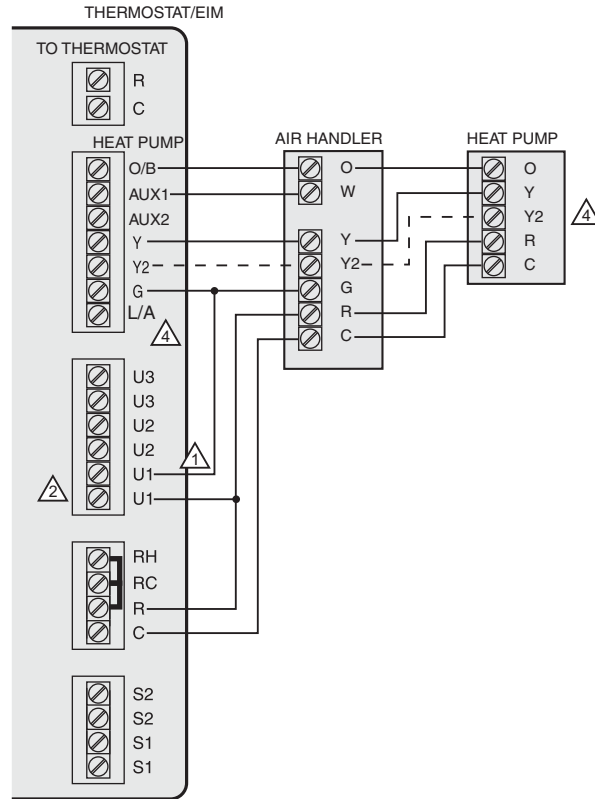 THERMOSTAT/EIM
TO THERMOSTAT
R
C
HEAT PUMP
O/B
AUX1
AUX2
Y
Y2
G
L/A
4
U3
U3
U2
U2
U1
U1
1
2
RH
RC
R
C
S2
S2
S1
S1
AIR HANDLER
O
W
Y
Y2
G
R
C
HEAT PUMP
O
Y
Y2
R
C
4